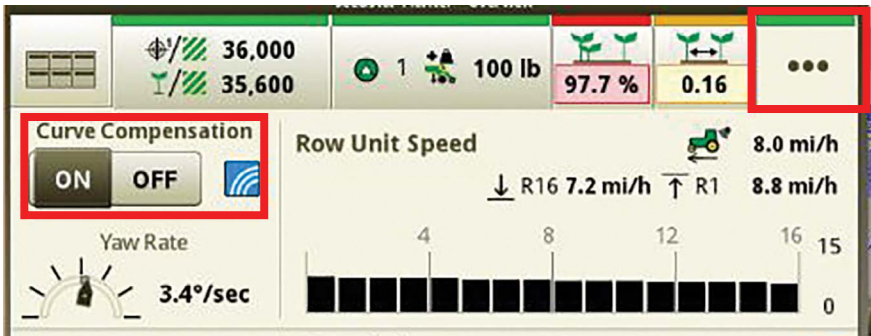 36,000
35,600
1
100 lb
97.7 %
0.16
Curve Compensation
ON OFF
Row Unit Speed
8.0 mi/h
R16 7.2 mi/h R1 8.8 mi/h
Yaw Rate
3.4°/sec
4 8 12 16
15
0